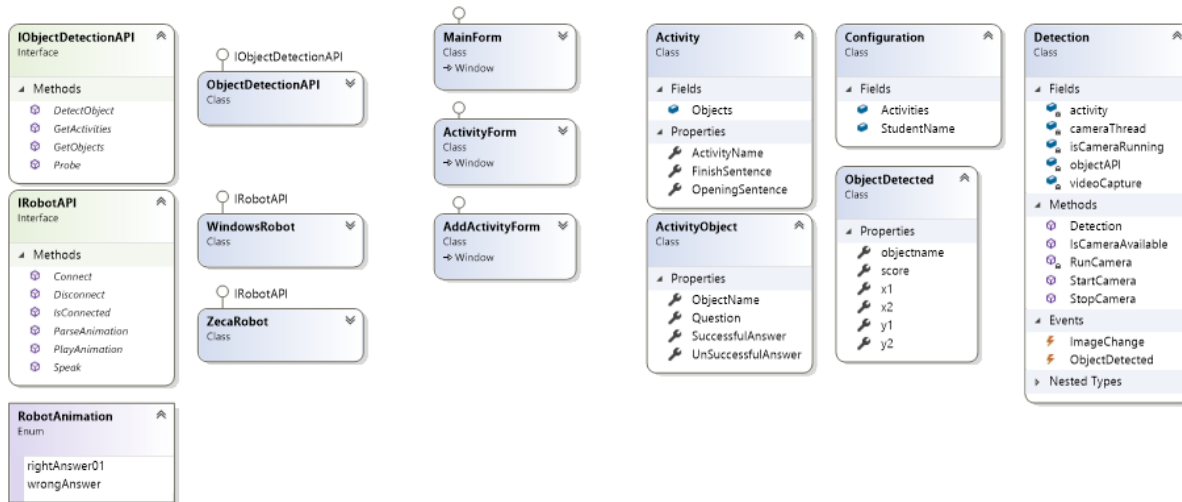 IObjectDetectionAPI
Interface
Methods
DetectObject
GetActivities
GetObjects
Probe
IRobotAPI
Interface
Methods
Connect
Disconnect
IsConnected
ParseAnimation
PlayAnimation
Speak
RobotAnimation
Enum
rightAnswer01
wrongAnswer
IObjectDetectionAPI
ObjectDetectionAPI
Class
IRobotAPI
WindowsRobot
Class
IRobotAPI
ZecaRobot
Class
MainForm
Class
Window
ActivityForm
Class
Window
AddActivityForm
Class
Window
Activity
Class
Fields
Objects
Properties
ActivityName
FinishSentence
OpeningSentence
ActivityObject
Class
Properties
ObjectName
Question
SuccessfulAnswer
UnSuccessfulAnswer
Configuration
Class
Fields
Activities
StudentName
ObjectDetected
Class
Properties
objectname
score
x1
x2
y1
y2
Detection
Class
Fields
activity
cameraThread
isCameraRunning
objectAPI
videoCapture
Methods
Detection
IsCameraAvailable
RunCamera
StartCamera
StopCamera
Events
ImageChange
ObjectDetected
Nested Types